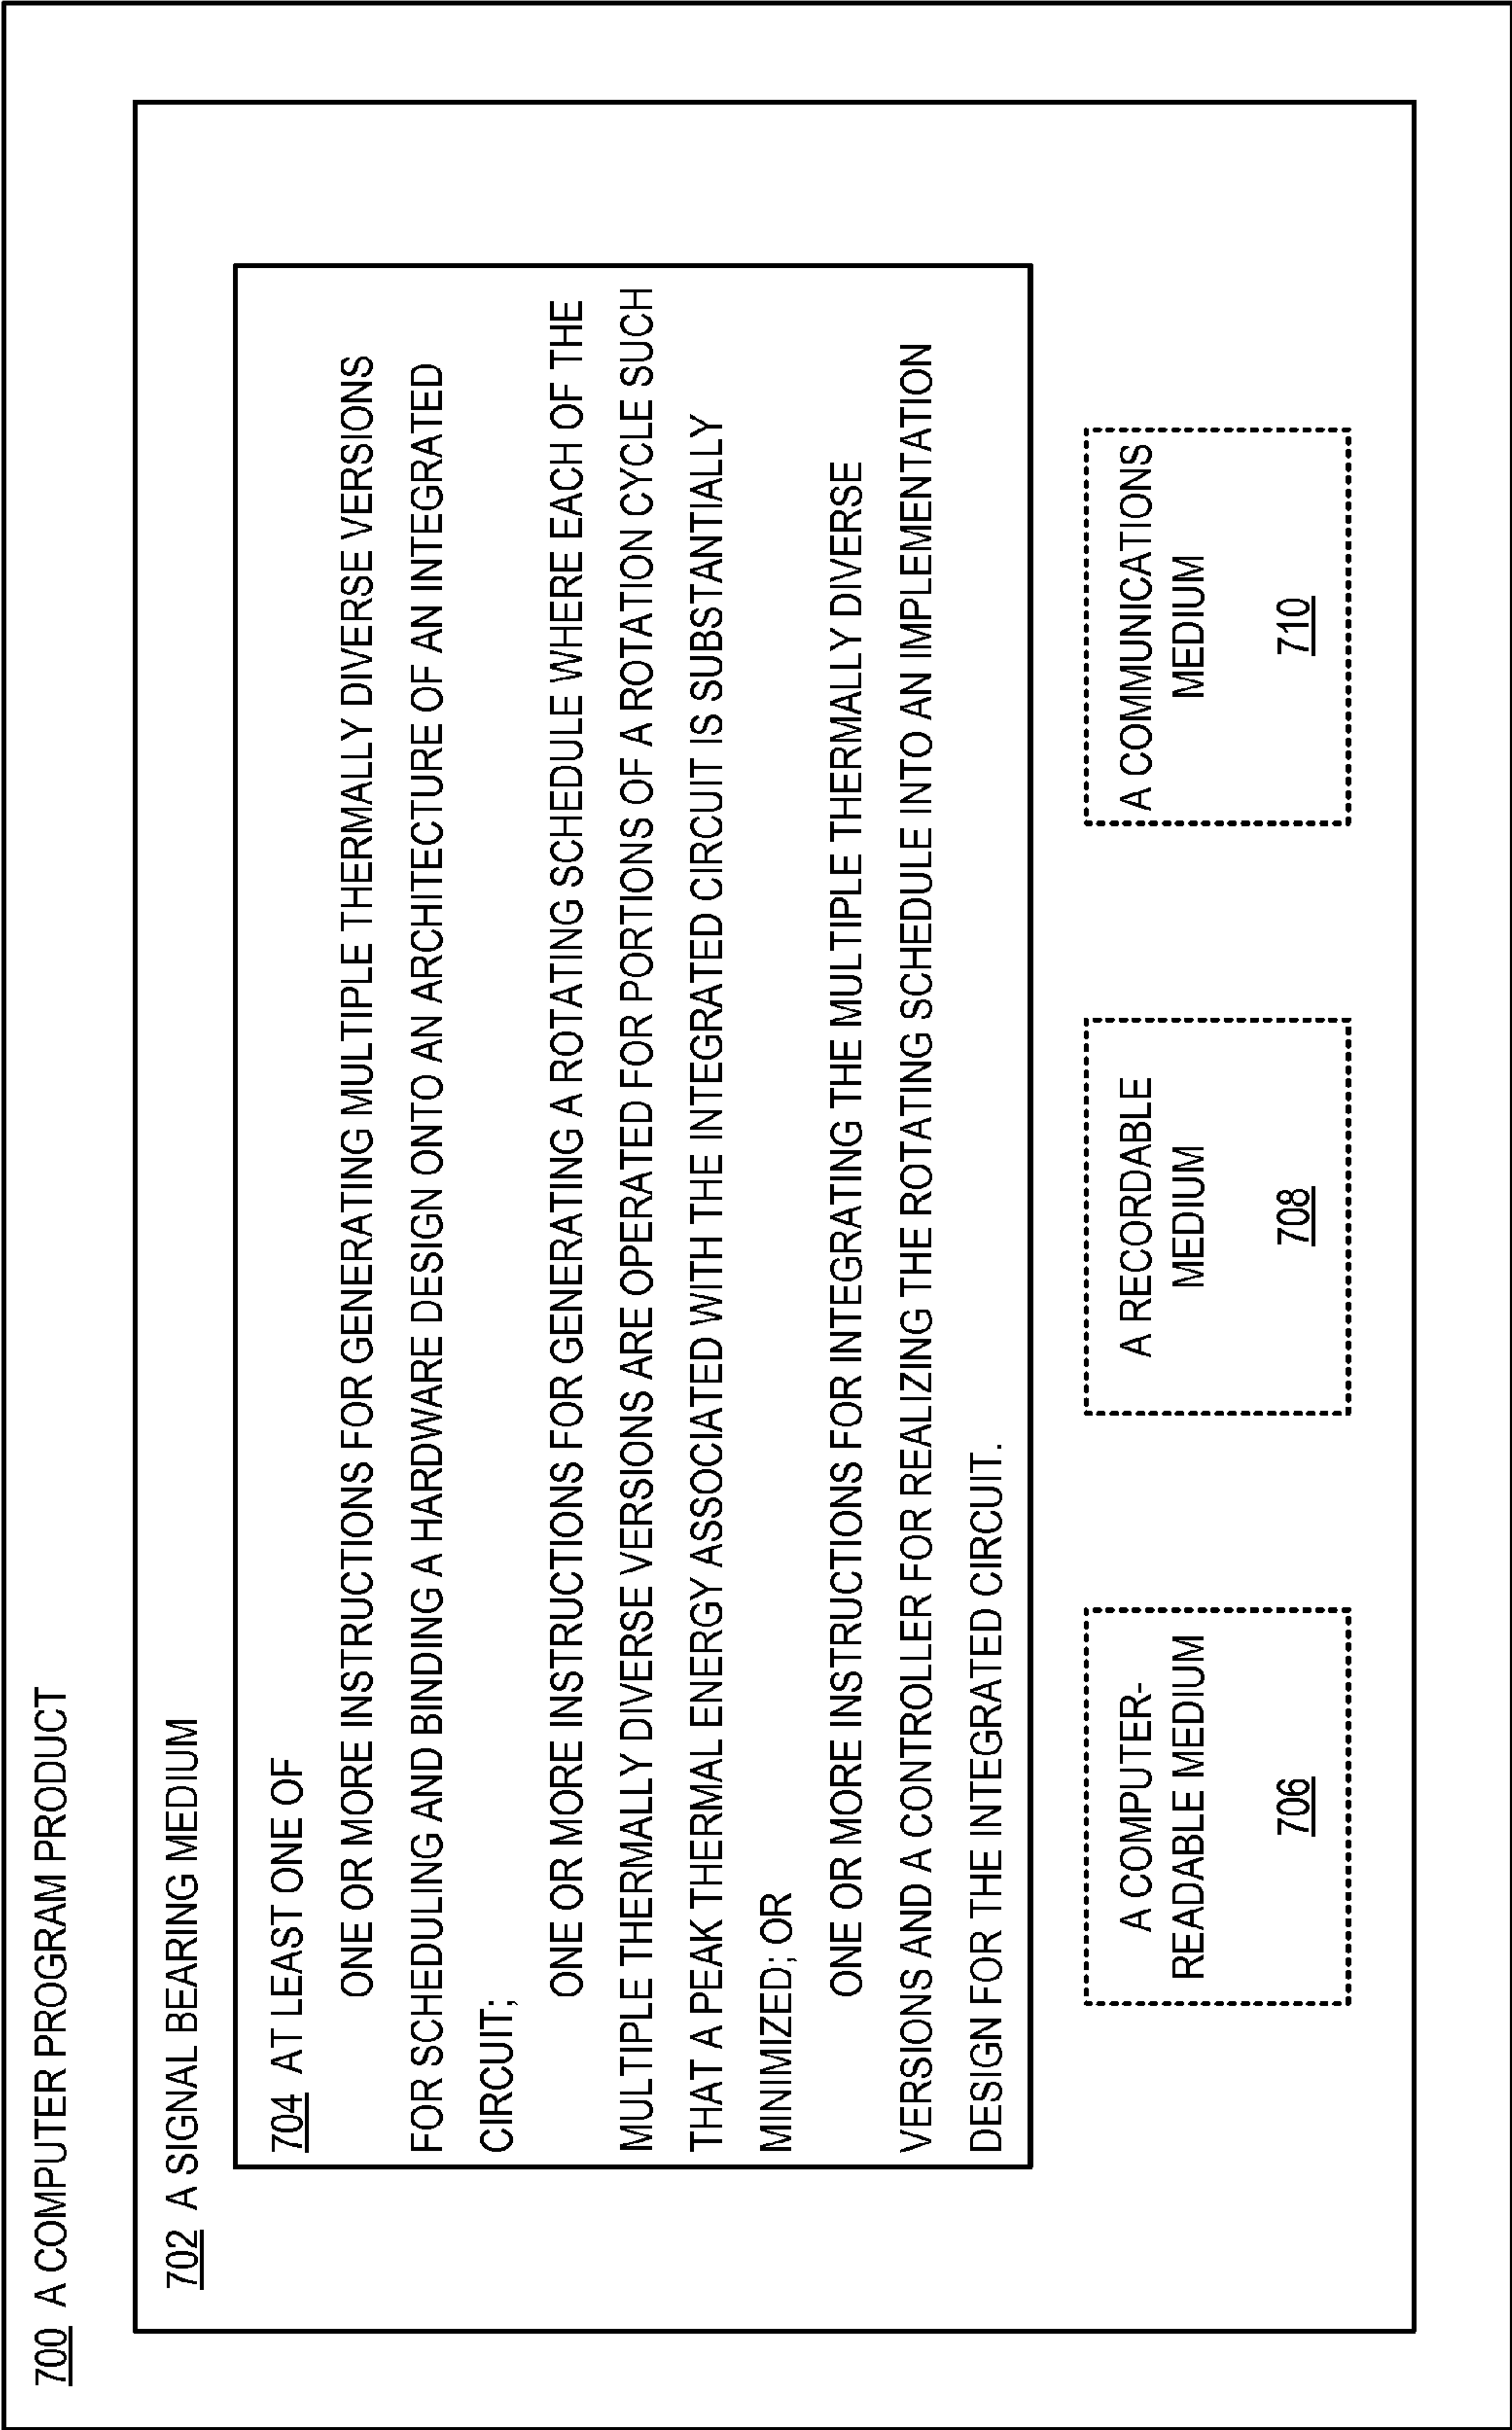 700 A COMPUTER PROGRAM PRODUCT
702 A SIGNAL BEARING MEDIUM
704 AT LEAST ONE OF
ONE OR MORE INSTRUCTIONS FOR GENERATING MULTIPLE THERMALLY DIVERSE VERSIONS
FOR SCHEDULING AND BINDING A HARDWARE DESIGN ONTO AN ARCHITECTURE OF AN INTEGRATED
CIRCUIT;
ONE OR MORE INSTRUCTIONS FOR GENERATING A ROTATING SCHEDULE WHERE EACH OF THE
MULTIPLE THERMALLY DIVERSE VERSIONS ARE OPERATED FOR PORTIONS OF A ROTATION CYCLE SUCH
THAT A PEAK THERMAL ENERGY ASSOCIATED WITH THE INTEGRATED CIRCUIT IS SUBSTANTIALLY
MINIMIZED; OR
ONE OR MORE INSTRUCTIONS FOR INTEGRATING THE MULTIPLE THERMALLY DIVERSE
VERSIONS AND A CONTROLLER FOR REALIZING THE ROTATING SCHEDULE INTO AN IMPLEMENTATION
DESIGN FOR THE INTEGRATED CIRCUIT.
A COMPUTER-
READABLE MEDIUM
706
A RECORDABLE
MEDIUM
708
A COMMUNICATIONS
MEDIUM
710